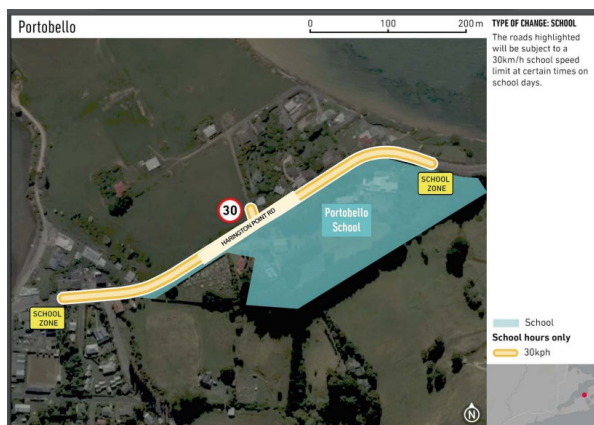 Portobello
0 100 200 m
TYPE OF CHANGE: SCHOOL
The roads highlighted
will be subject to a
30km/h school speed
limit at certain times on
school days.
SCHOOL
ZONE
30
HARINGTON POINT RD
Portobello
School
SCHOOL
ZONE
School
School hours only
30kph
N